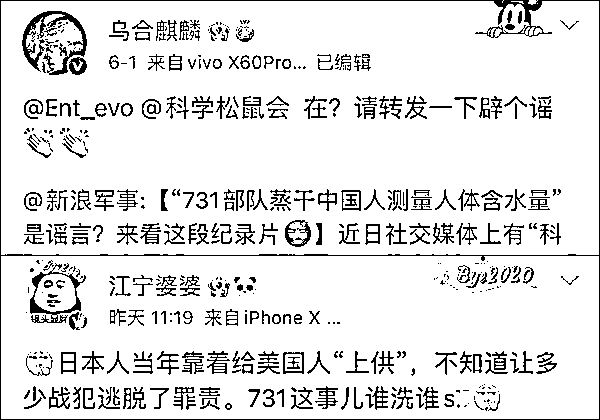 乌合麒麟
6-1 来自 vivo X60Pro... 已编辑
@Ent_evo @科学松鼠会 在？请转发一下辟个谣
@新浪军事:【“731部队蒸干中国人测量人体含水量”
是谣言？来看这段纪录片】近日社交媒体上有“科
Bye2020
江宁婆婆
昨天 11:19 来自 iPhone X ...
日本人当年靠着给美国人“上供”，不知道让多
少战犯逃脱了罪责。731这事儿谁洗谁s